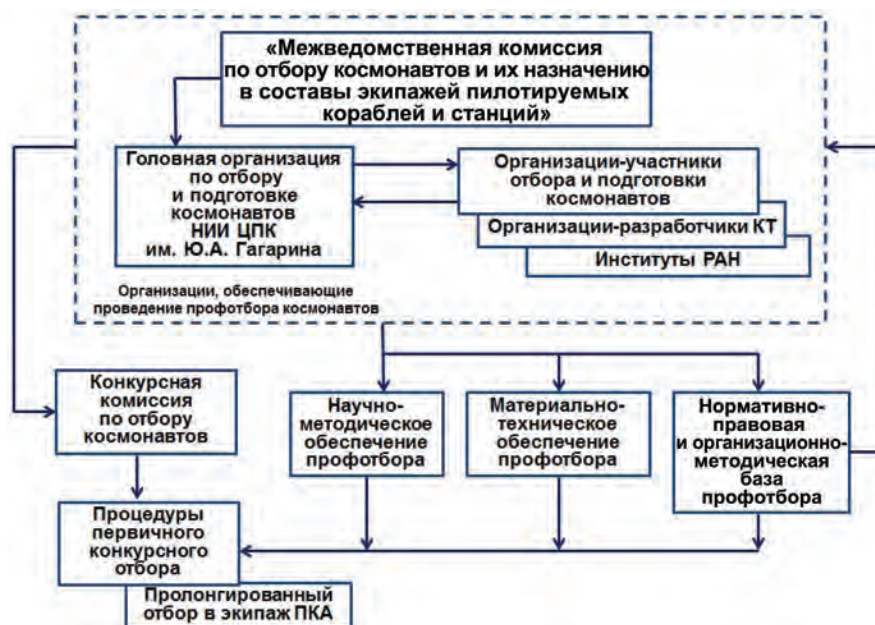 «Межведомственная комиссия
по отбору космонавтов и их назначению
в составы экипажей пилотируемых
кораблей и станций»
Головная организация
по отбору
и подготовке
космонавтов
НИИ ЦПК
им. Ю.А. Гагарина
Организации-участники
отбора и подготовки
космонавтов
Организации-разработчики КТ
Институты РАН
Организации, обеспечивающие
проведение профотбора космонавтов
Конкурсная
комиссия
по отбору
космонавтов
Научно-
методическое
обеспечение
профотбора
Материально-
техническое
обеспечение
профотбора
Нормативно-
правовая
и организационно-
методическая
база
профотбора
Процедуры
первичного
конкурсного
отбора
Пролонгированный
отбор в экипаж ПКА